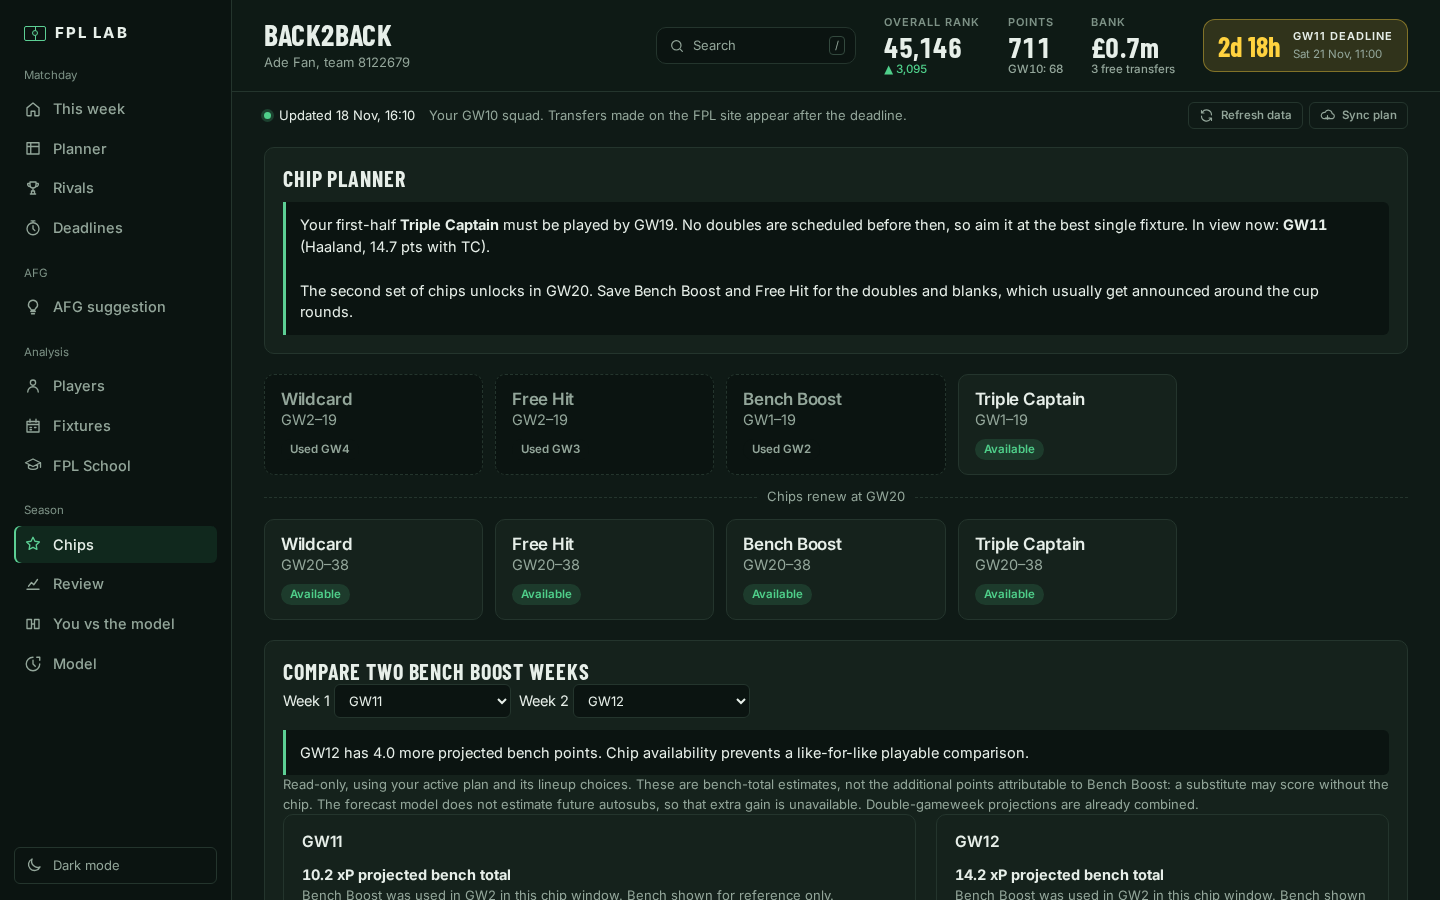 FPL LAB
Matchday
This week
Planner
Rivals
Deadlines
AFG
AFG suggestion
Analysis
Players
Fixtures
FPL School
Season
Chips
Review
You vs the model
Model
Dark mode
BACK2BACK
Ade Fan, team 8122679
Search
/
OVERALL RANK
45,146
▲ 3,095
POINTS
711
GW10: 68
BANK
£0.7m
3 free transfers
2d 18h
GW11 DEADLINE
Sat 21 Nov, 11:00
Updated 18 Nov, 16:10
Your GW10 squad. Transfers made on the FPL site appear after the deadline.
Refresh data
Sync plan
CHIP PLANNER
Your first-half Triple Captain must be played by GW19. No doubles are scheduled before then, so aim it at the best single fixture. In view now: GW11
(Haaland, 14.7 pts with TC).
The second set of chips unlocks in GW20. Save Bench Boost and Free Hit for the doubles and blanks, which usually get announced around the cup
rounds.
Wildcard
GW2–19
Used GW4
Free Hit
GW2–19
Used GW3
Bench Boost
GW1–19
Used GW2
Triple Captain
GW1–19
Available
Chips renew at GW20
Wildcard
GW20–38
Available
Free Hit
GW20–38
Available
Bench Boost
GW20–38
Available
Triple Captain
GW20–38
Available
COMPARE TWO BENCH BOOST WEEKS
Week 1
GW11
Week 2
GW12
GW12 has 4.0 more projected bench points. Chip availability prevents a like-for-like playable comparison.
Read-only, using your active plan and its lineup choices. These are bench-total estimates, not the additional points attributable to Bench Boost: a substitute may score without the
chip. The forecast model does not estimate future autosubs, so that extra gain is unavailable. Double-gameweek projections are already combined.
GW11
10.2 xP projected bench total
Bench Boost was used in GW2 in this chip window. Bench shown for reference only.
GW12
14.2 xP projected bench total
Bench Boost was used in GW2 in this chip window. Bench shown